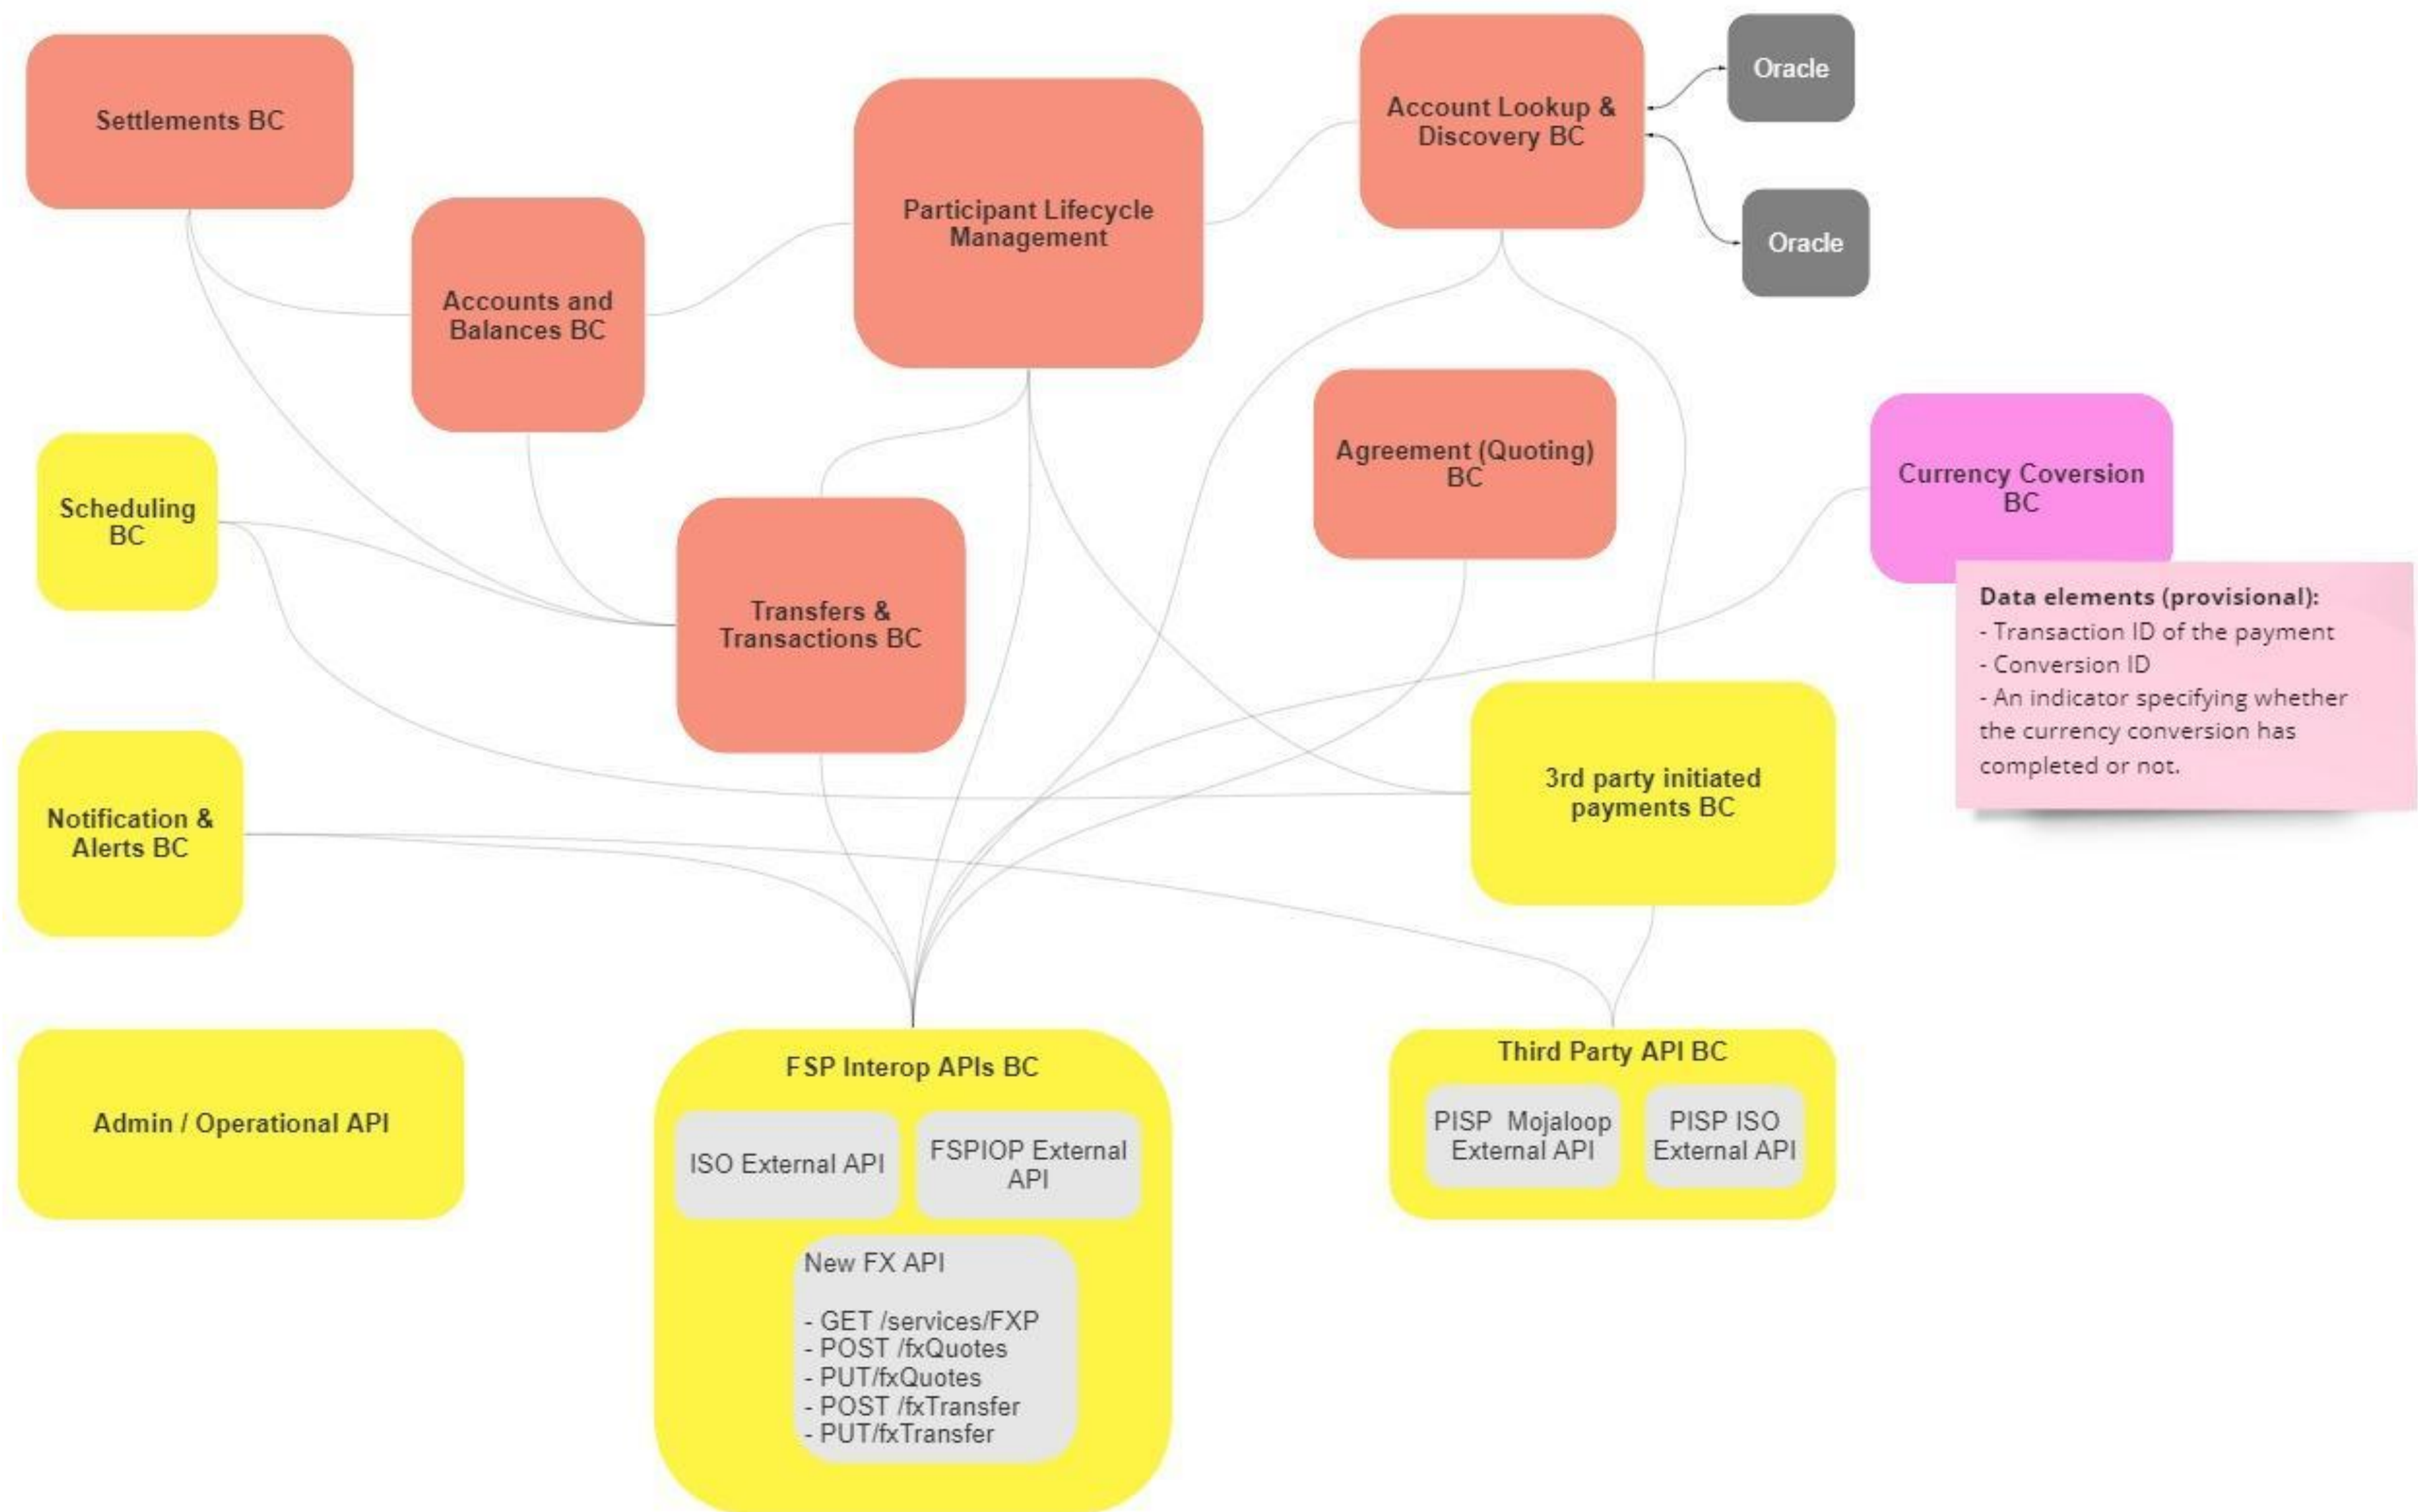 Settlements BC
Accounts and
Balances BC
Participant Lifecycle
Management
Account Lookup &
Discovery BC
Oracle
Oracle
Agreement (Quoting)
BC
Currency Coversion
BC
Data elements (provisional):
- Transaction ID of the payment
- Conversion ID
- An indicator specifying whether
the currency conversion has
completed or not.
Scheduling
BC
Transfers &
Transactions BC
Notification &
Alerts BC
3rd party initiated
payments BC
Admin / Operational API
FSP Interop APIs BC
ISO External API
FSPIOP External
API
New FX API
- GET /services/FXP
- POST /fxQuotes
- PUT/fxQuotes
- POST /fxTransfer
- PUT/fxTransfer
Third Party API BC
PISP Mojaloop
External API
PISP ISO
External API